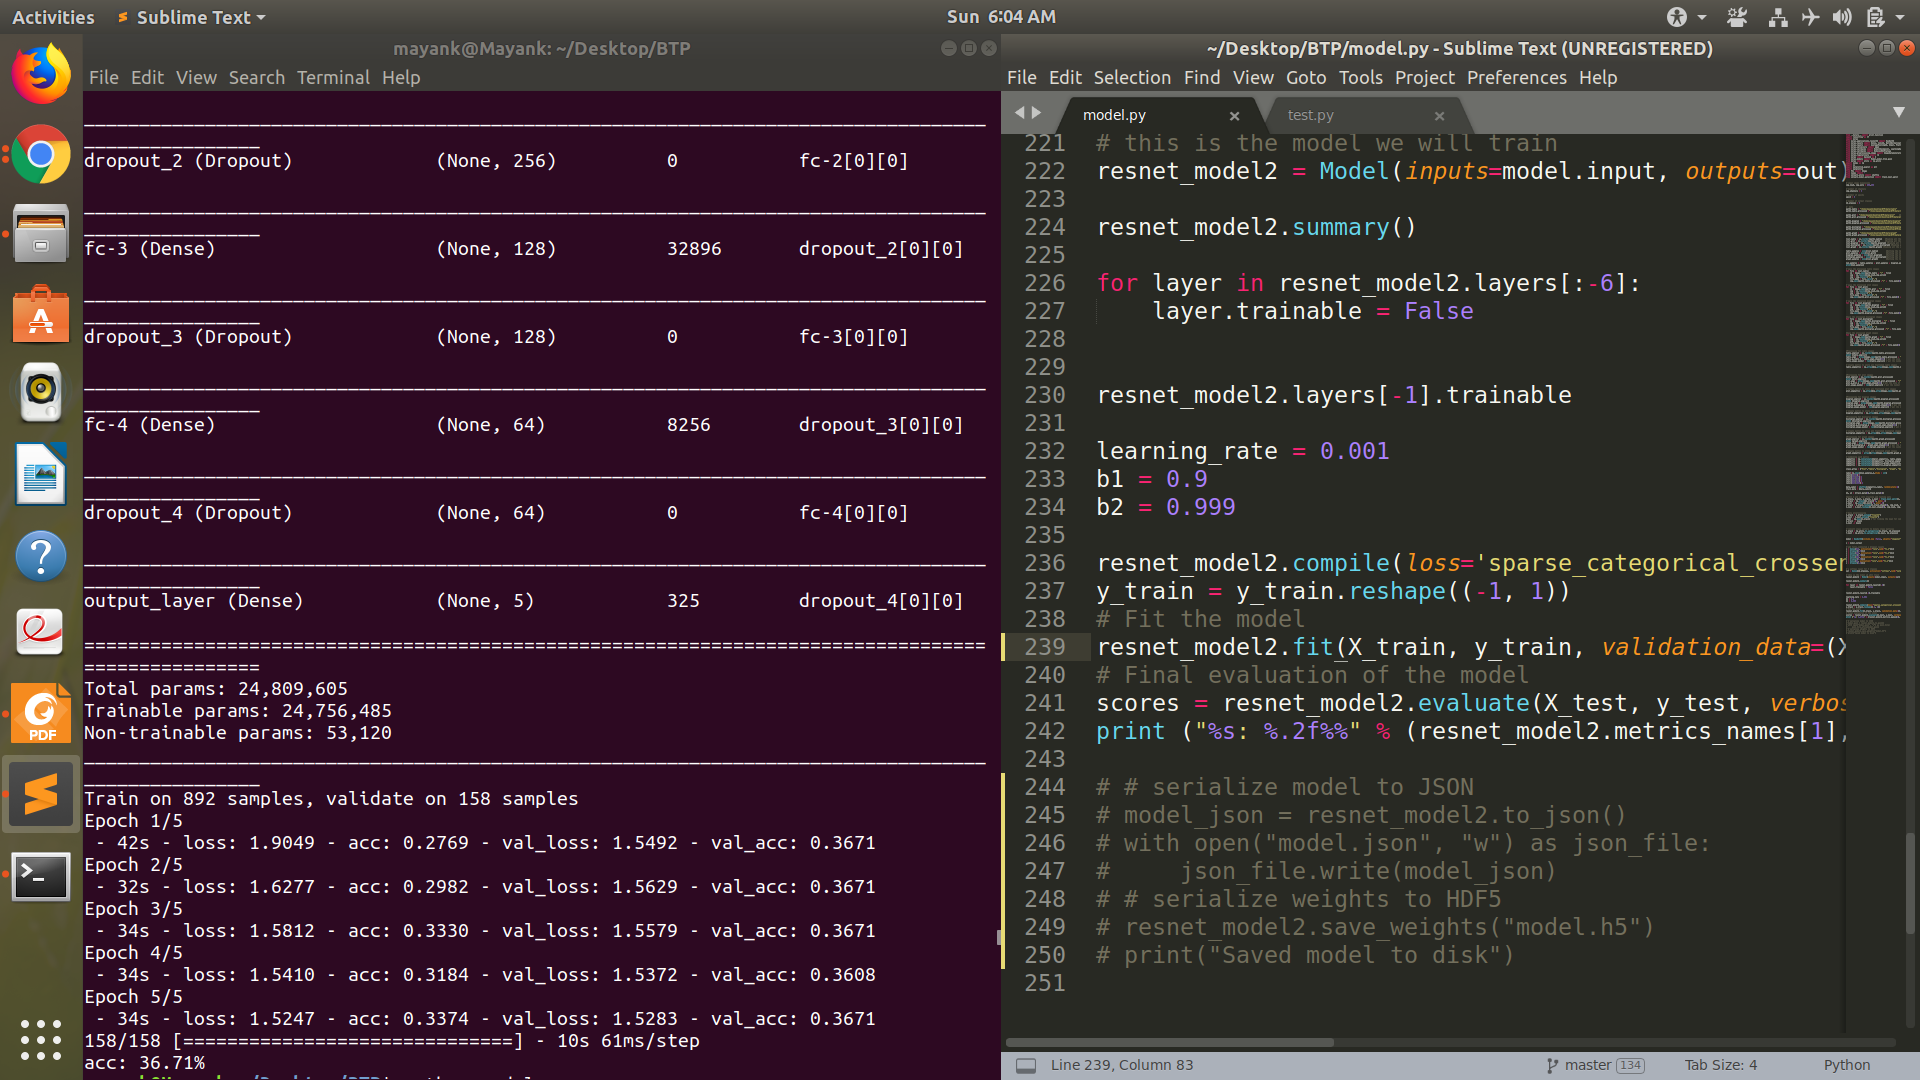 Activities
Sublime Text
Sun 6:04 AM
mayank@Mayank: ~/Desktop/BTP
File Edit View Search Terminal Help
dropout_2 (Dropout) (None, 256) 0 fc-2[0][0]
fc-3 (Dense) (None, 128) 32896 dropout_2[0][0]
dropout_3 (Dropout) (None, 128) 0 fc-3[0][0]
fc-4 (Dense) (None, 64) 8256 dropout_3[0][0]
dropout_4 (Dropout) (None, 64) 0 fc-4[0][0]
output_layer (Dense) (None, 5) 325 dropout_4[0][0]
==================================================================================
================
Total params: 24,809,605
Trainable params: 24,756,485
Non-trainable params: 53,120
Train on 892 samples, validate on 158 samples
Epoch 1/5
- 42s - loss: 1.9049 - acc: 0.2769 - val_loss: 1.5492 - val_acc: 0.3671
Epoch 2/5
- 32s - loss: 1.6277 - acc: 0.2982 - val_loss: 1.5629 - val_acc: 0.3671
Epoch 3/5
- 34s - loss: 1.5812 - acc: 0.3330 - val_loss: 1.5579 - val_acc: 0.3671
Epoch 4/5
- 34s - loss: 1.5410 - acc: 0.3184 - val_loss: 1.5372 - val_acc: 0.3608
Epoch 5/5
- 34s - loss: 1.5247 - acc: 0.3374 - val_loss: 1.5283 - val_acc: 0.3671
158/158 [==============================] - 10s 61ms/step
acc: 36.71%
~/Desktop/BTP/model.py - Sublime Text (UNREGISTERED)
File Edit Selection Find View Goto Tools Project Preferences Help
model.py
test.py
221 # this is the model we will train
222 resnet_model2 = Model(inputs=model.input, outputs=out)
223
224 resnet_model2.summary()
225
226 for layer in resnet_model2.layers[:-6]:
227 layer.trainable = False
228
229
230 resnet_model2.layers[-1].trainable
231
232 learning_rate = 0.001
233 b1 = 0.9
234 b2 = 0.999
235
236 resnet_model2.compile(loss='sparse_categorical_crossen
237 y_train = y_train.reshape((-1, 1))
238 # Fit the model
239 resnet_model2.fit(X_train, y_train, validation_data=(X
240 # Final evaluation of the model
241 scores = resnet_model2.evaluate(X_test, y_test, verbos
242 print ("%s: %.2f%%" % (resnet_model2.metrics_names[1],
243
244 # # serialize model to JSON
245 # model_json = resnet_model2.to_json()
246 # with open("model.json", "w") as json_file:
247 # json_file.write(model_json)
248 # # serialize weights to HDF5
249 # resnet_model2.save_weights("model.h5")
250 # print("Saved model to disk")
251
PDF
Line 239, Column 83
master 134
Tab Size: 4
Python